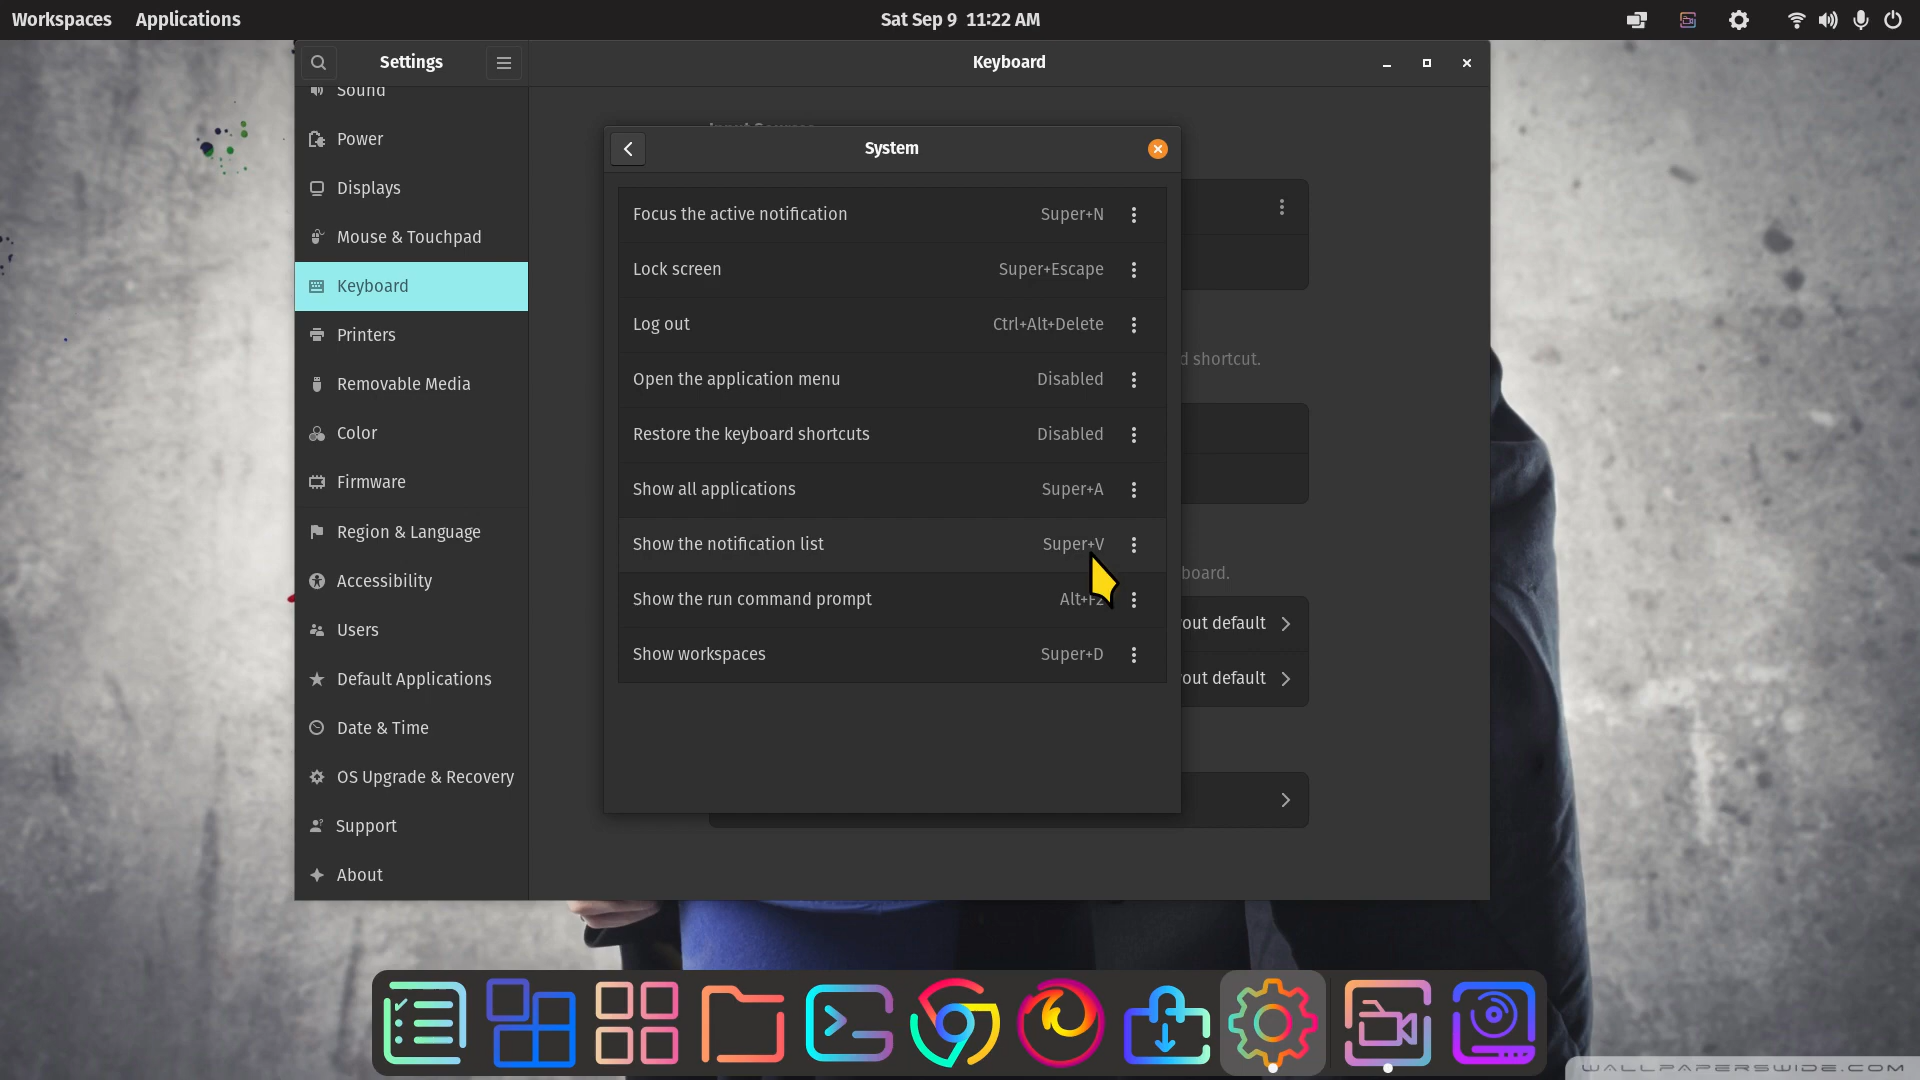 Workspaces Applications Sat Sep 9 11:22 AM
Settings Keyboard
Sound
Power
Displays
Mouse & Touchpad
Keyboard
Printers
Removable Media
Color
Firmware
Region & Language
Accessibility
Users
Default Applications
Date & Time
OS Upgrade & Recovery
Support
About
Input Sources
System
Focus the active notification Super+N
Lock screen Super+Escape
Log out Ctrl+Alt+Delete
Open the application menu Disabled
Restore the keyboard shortcuts Disabled
Show all applications Super+A
Show the notification list Super+V
Show the run command prompt Alt+F2
Show workspaces Super+D
d shortcut.
board.
out default
out default
WALLPAPERSWIDE.COM